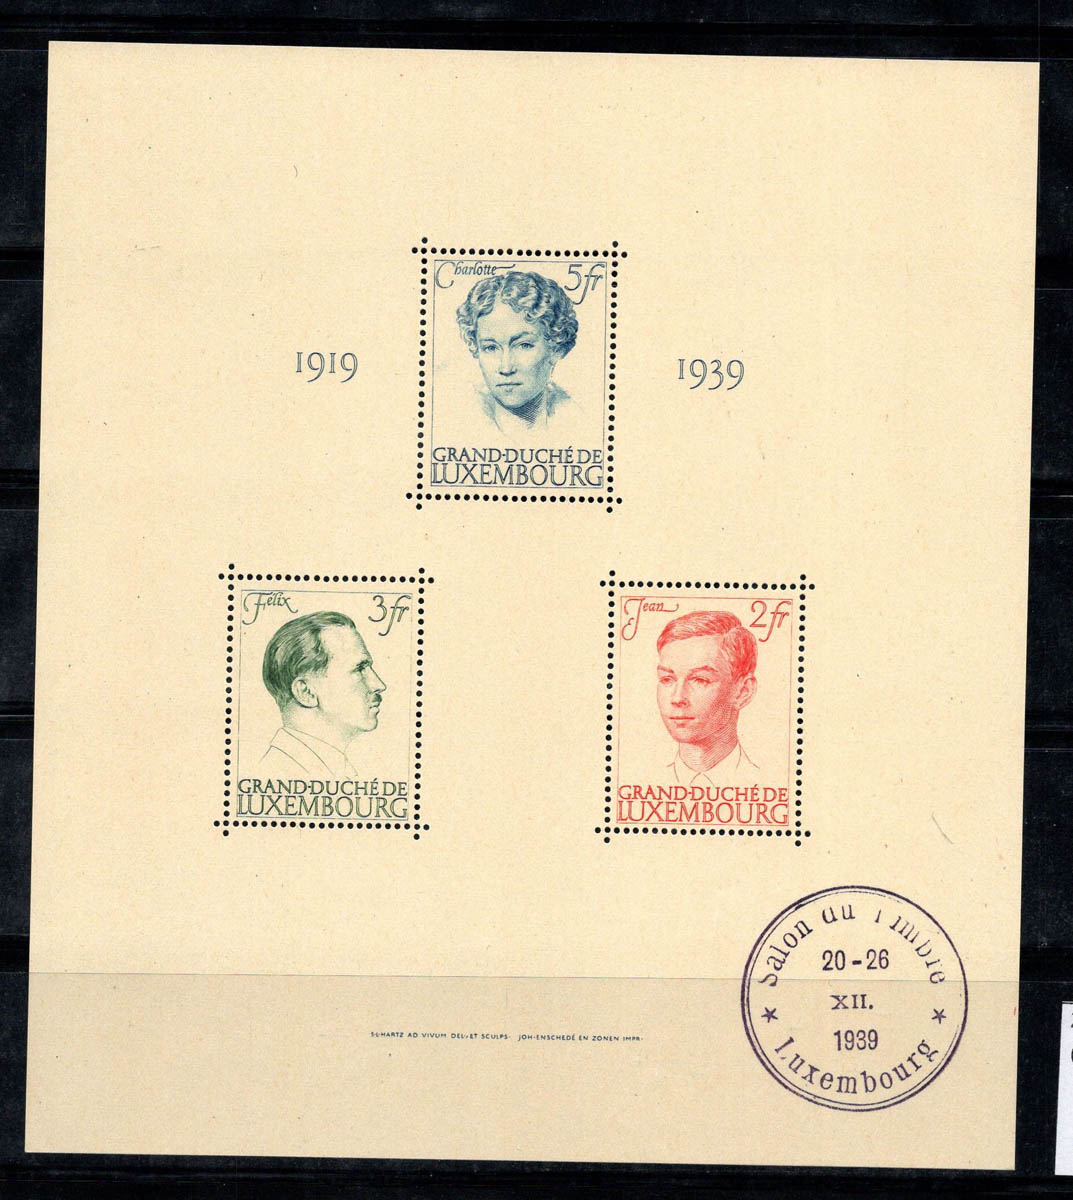 Charlotte 5fr
1919
1939
GRAND·DUCHÉ DE
LUXEMBOURG
Félix 3fr
GRAND·DUCHÉ DE
LUXEMBOURG
Jean 2fr
GRAND·DUCHÉ DE
LUXEMBOURG
Salon du Timbre
20-26
XII.
1939
Luxembourg
S·L·HARTZ AD VIVUM DEL·ET SCULPS· JOH·ENSCHEDÉ EN ZONEN IMPR·